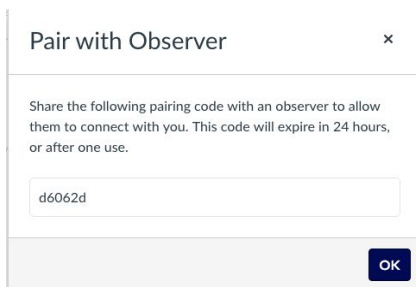 Pair with Observer
×
Share the following pairing code with an observer to allow
them to connect with you. This code will expire in 24 hours,
or after one use.
d6062d
OK